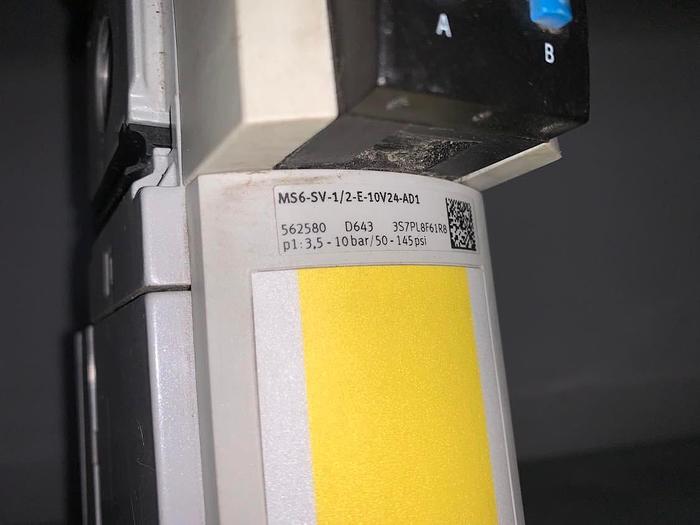 A
B
MS6-SV-1/2-E-10V24-AD1
562580 D643 3S7PL8F61R8
p1: 3,5 - 10 bar/50 - 145 psi